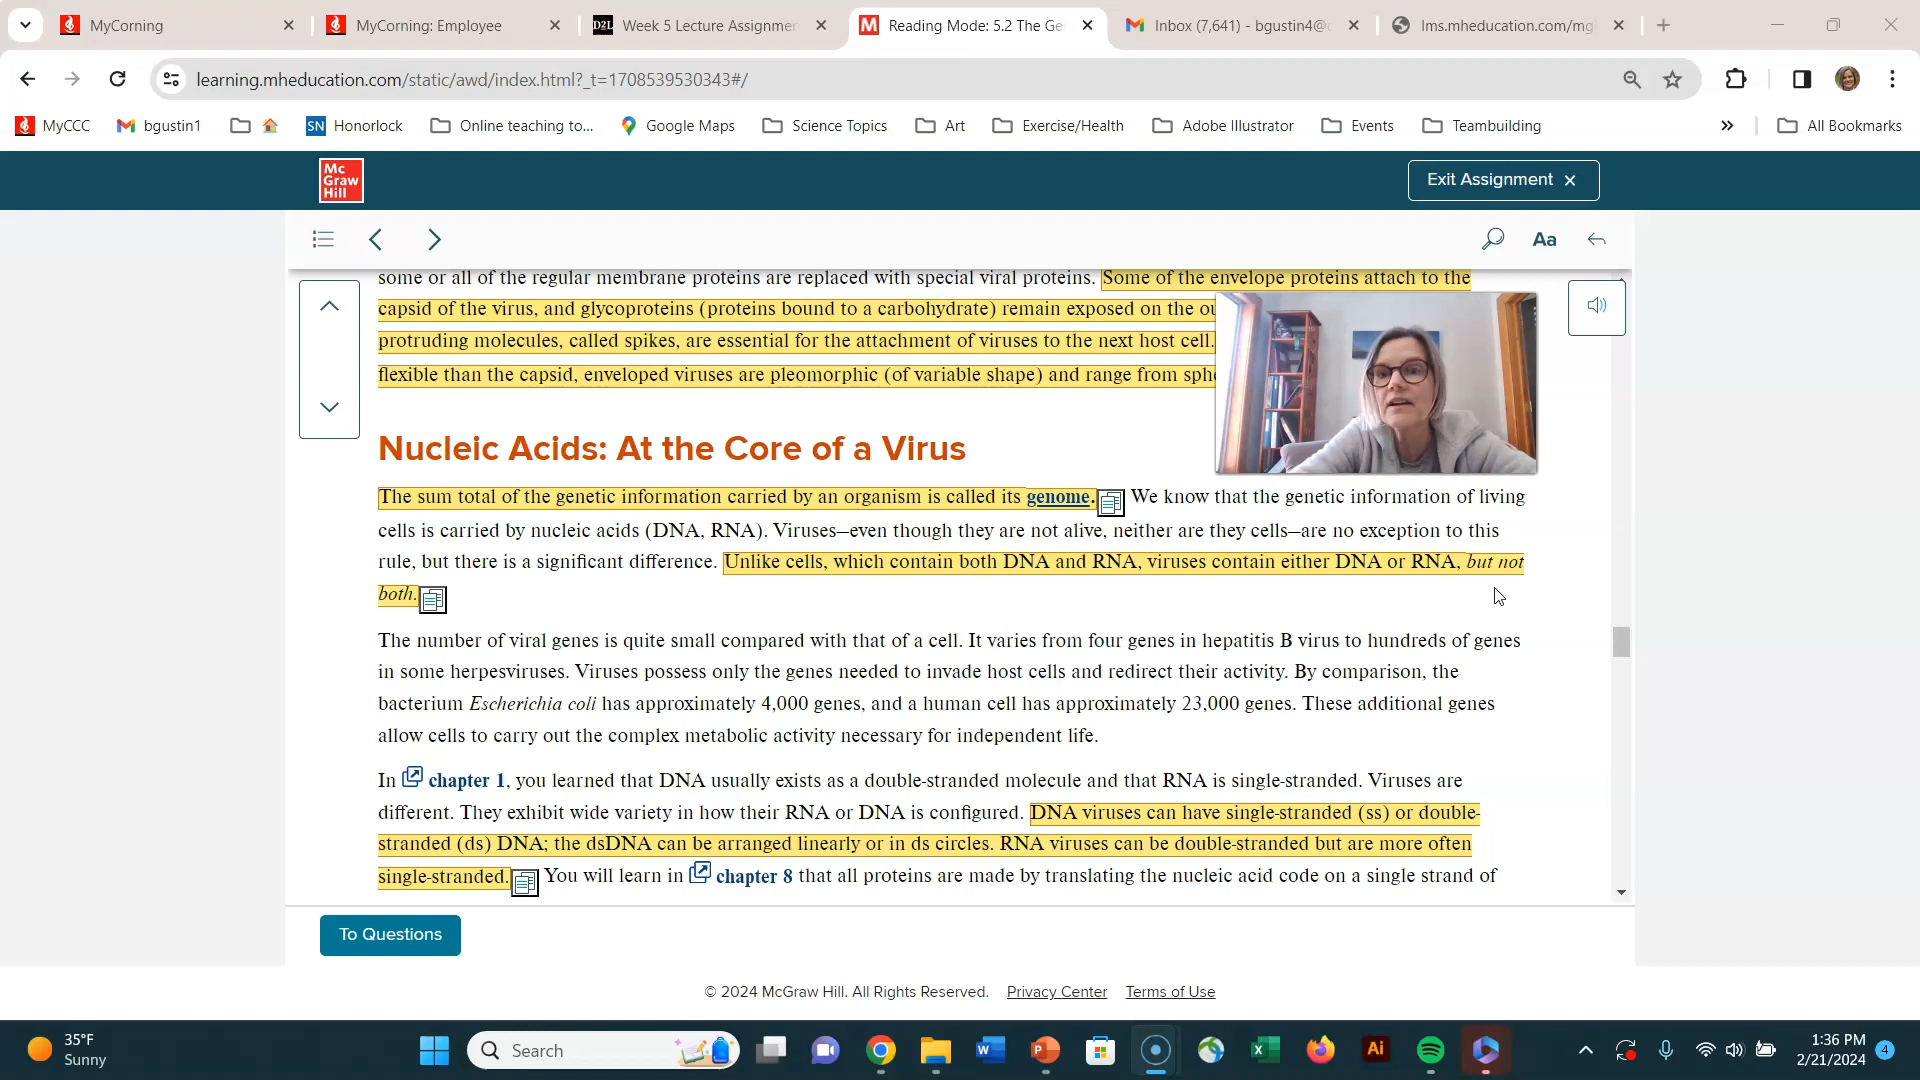 MyCorning
MyCorning: Employee
D2L Week 5 Lecture Assignmen
Reading Mode: 5.2 The Ge
Inbox (7,641) - bgustin4@
lms.mheducation.com/mg
learning.mheducation.com/static/awd/index.html?_t=1708539530343#/
MyCCC
bgustin1
SN Honorlock
Online teaching to...
Google Maps
Science Topics
Art
Exercise/Health
Adobe Illustrator
Events
Teambuilding
»
All Bookmarks
Mc
Graw
Hill
Exit Assignment ×
Aa
some or all of the regular membrane proteins are replaced with special viral proteins. Some of the envelope proteins attach to the
capsid of the virus, and glycoproteins (proteins bound to a carbohydrate) remain exposed on the ou
protruding molecules, called spikes, are essential for the attachment of viruses to the next host cell.
flexible than the capsid, enveloped viruses are pleomorphic (of variable shape) and range from sphe
Nucleic Acids: At the Core of a Virus
The sum total of the genetic information carried by an organism is called its genome. We know that the genetic information of living
cells is carried by nucleic acids (DNA, RNA). Viruses—even though they are not alive, neither are they cells—are no exception to this
rule, but there is a significant difference. Unlike cells, which contain both DNA and RNA, viruses contain either DNA or RNA, but not
both.
The number of viral genes is quite small compared with that of a cell. It varies from four genes in hepatitis B virus to hundreds of genes
in some herpesviruses. Viruses possess only the genes needed to invade host cells and redirect their activity. By comparison, the
bacterium Escherichia coli has approximately 4,000 genes, and a human cell has approximately 23,000 genes. These additional genes
allow cells to carry out the complex metabolic activity necessary for independent life.
In chapter 1, you learned that DNA usually exists as a double-stranded molecule and that RNA is single-stranded. Viruses are
different. They exhibit wide variety in how their RNA or DNA is configured. DNA viruses can have single-stranded (ss) or double-
stranded (ds) DNA; the dsDNA can be arranged linearly or in ds circles. RNA viruses can be double-stranded but are more often
single-stranded. You will learn in chapter 8 that all proteins are made by translating the nucleic acid code on a single strand of
To Questions
© 2024 McGraw Hill. All Rights Reserved. Privacy Center Terms of Use
35°F
Sunny
Search
Ai
1:36 PM
2/21/2024
4